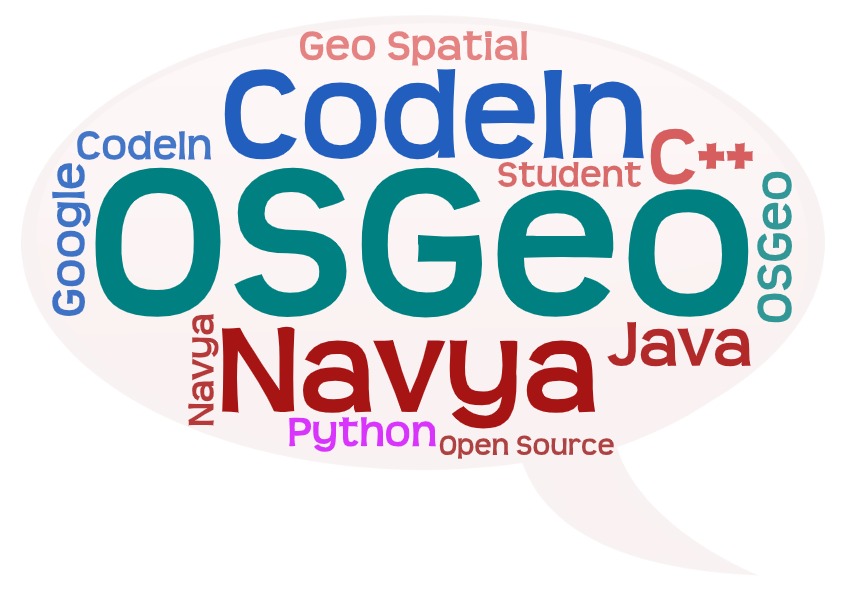 Geo Spatial
CodeIn
CodeIn
C++
Student
Google
OSGeo
OSGeo
Navya
Navya
Java
Python
Open Source